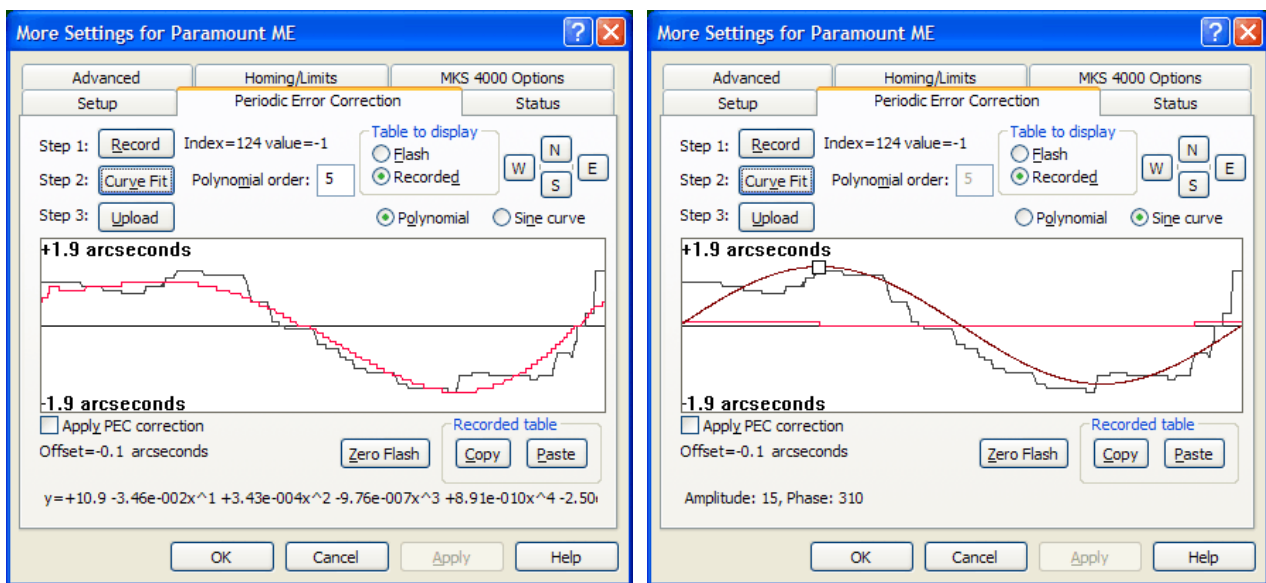 More Settings for Paramount ME
Advanced Homing/Limits MKS 4000 Options
Setup Periodic Error Correction Status
Step 1: Record Index=124 value=-1
Table to display
Flash
Recorded
N
W E
S
Step 2: Curve Fit Polynomial order: 5
Step 3: Upload Polynomial Sine curve
+1.9 arcseconds
-1.9 arcseconds
Apply PEC correction
Offset=-0.1 arcseconds
Zero Flash
Recorded table
Copy Paste
y=+10.9 -3.46e-002x^1 +3.43e-004x^2 -9.76e-007x^3 +8.91e-010x^4 -2.50
OK Cancel Apply Help
More Settings for Paramount ME
Advanced Homing/Limits MKS 4000 Options
Setup Periodic Error Correction Status
Step 1: Record Index=124 value=-1
Table to display
Flash
Recorded
N
W E
S
Step 2: Curve Fit Polynomial order: 5
Step 3: Upload Polynomial Sine curve
+1.9 arcseconds
-1.9 arcseconds
Apply PEC correction
Offset=-0.1 arcseconds
Zero Flash
Recorded table
Copy Paste
Amplitude: 15, Phase: 310
OK Cancel Apply Help